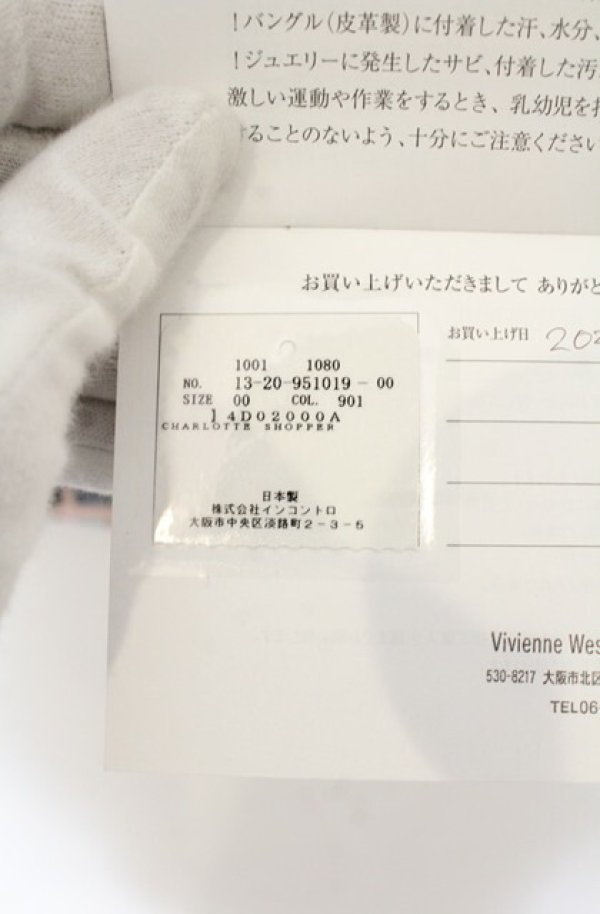 ！バングル（皮革製）に付着した汗、水分、
！ジュエリーに発生したサビ、付着した汚
激しい運動や作業をするとき、乳幼児を
けることのないよう、十分にご注意ください
お買い上げいただきまして ありがと
お買い上げ日 202
1001 1080
NO. 13-20-951019-00
SIZE 00 COL. 901
14D02000A
CHARLOTTE SHOPPER
日本製
株式会社インコントロ
大阪市中央区淡路町2-3-5
Vivienne Wes
530-8217 大阪市北区
TEL06-